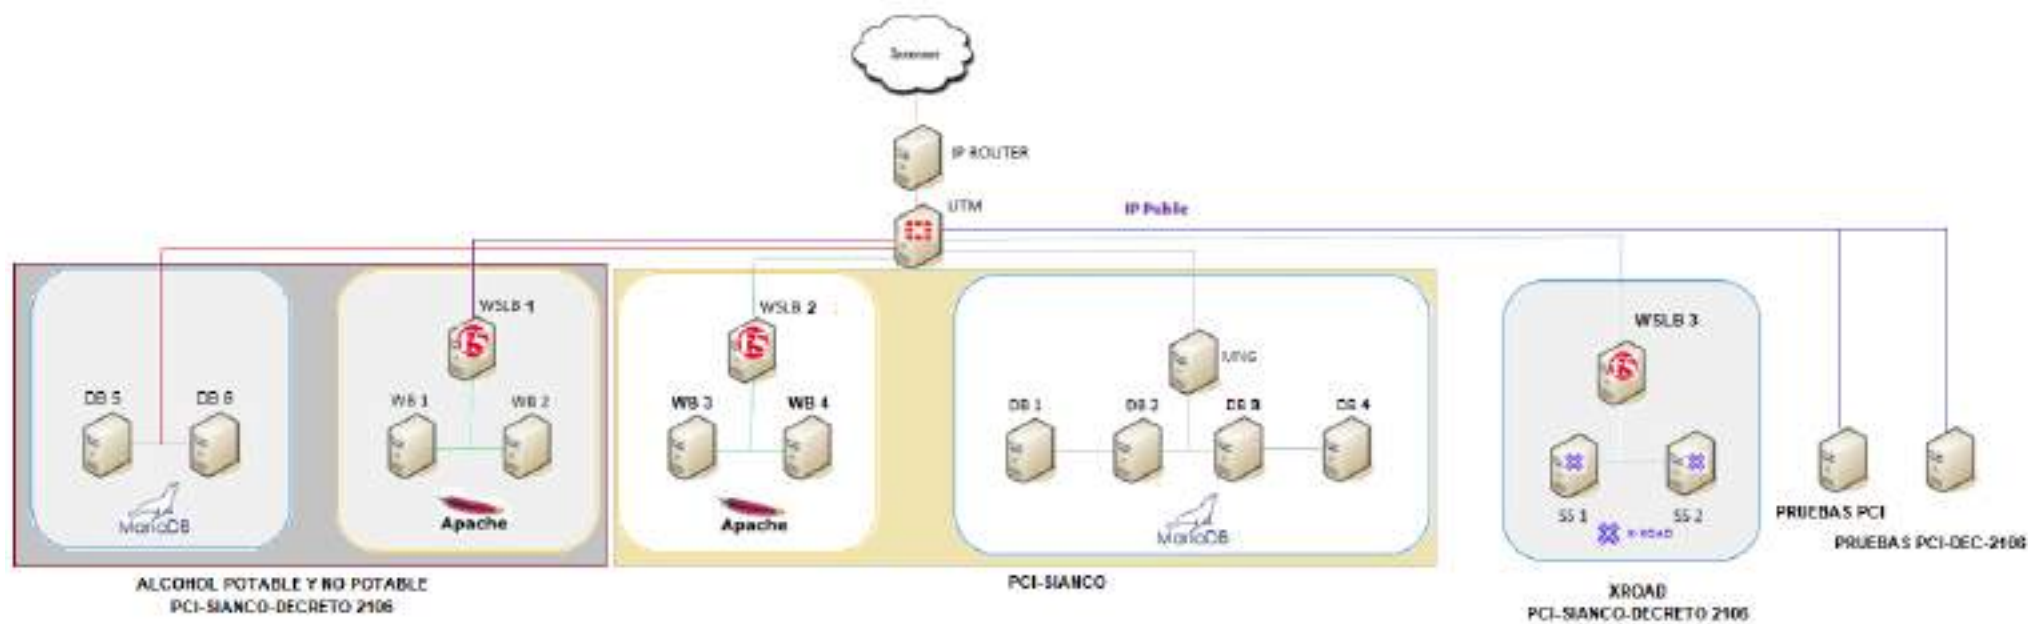 Internet
IP ROUTER
UTM
IP Public
WSLB 1
WSLB 2
WSLB 3
DB 5
DB 6
WB 1
WB 2
WB 3
WB 4
MNG
DB 1
DB 2
DB 3
DB 4
SS 1
SS 2
X-ROAD
MariaDB
Apache
Apache
MariaDB
PRUEBAS PCI
PRUEBAS PCI-DEC-2106
ALCOHOL POTABLE Y NO POTABLE
PCI-SIANCO-DECRETO 2106
PCI-SIANCO
XROAD
PCI-SIANCO-DECRETO 2106